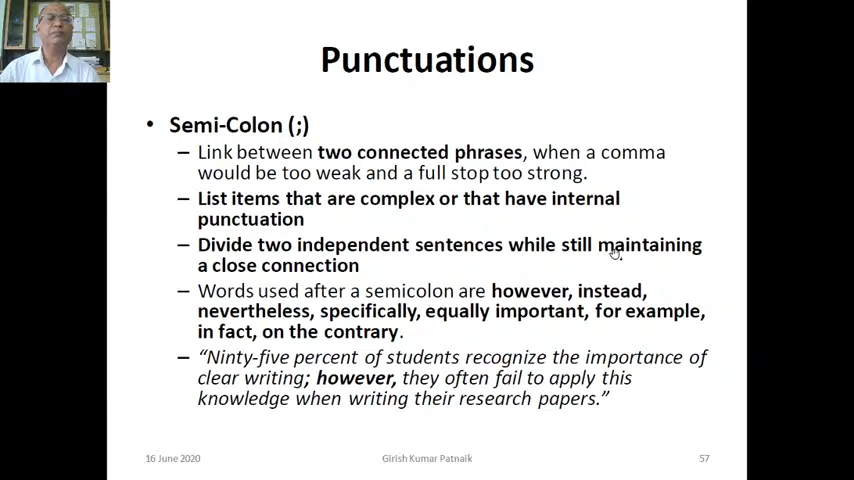 Punctuations
• Semi-Colon (;)
– Link between two connected phrases, when a comma
would be too weak and a full stop too strong.
– List items that are complex or that have internal
punctuation
– Divide two independent sentences while still maintaining
a close connection
– Words used after a semicolon are however, instead,
nevertheless, specifically, equally important, for example,
in fact, on the contrary.
– “Ninty-five percent of students recognize the importance of
clear writing; however, they often fail to apply this
knowledge when writing their research papers.”
16 June 2020
Girish Kumar Patnaik
57